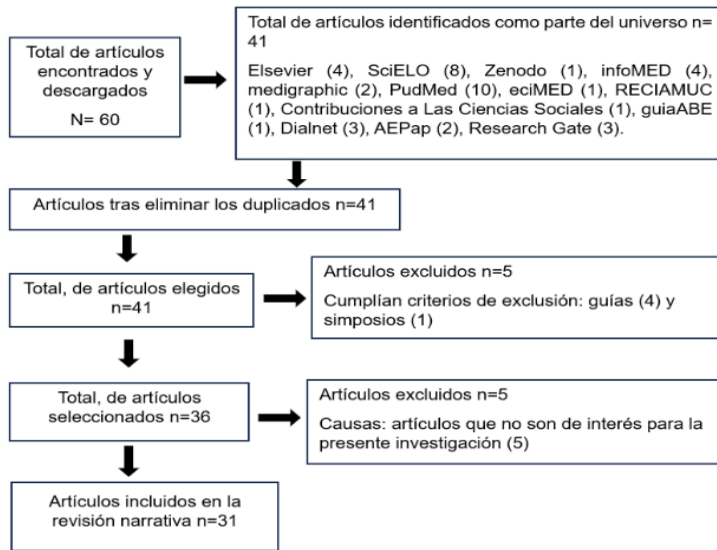 Total de artículos
encontrados y
descargados
N= 60
Total de artículos identificados como parte del universo n=
41
Elsevier (4), SciELO (8), Zenodo (1), infoMED (4),
medigraphic (2), PudMed (10), eciMED (1), RECIAMUC
(1), Contribuciones a Las Ciencias Sociales (1), guiaABE
(1), Dialnet (3), AEPap (2), Research Gate (3).
Artículos tras eliminar los duplicados n=41
Total, de artículos elegidos
n=41
Artículos excluidos n=5
Cumplían criterios de exclusión: guías (4) y
simposios (1)
Total, de artículos
seleccionados n=36
Artículos excluidos n=5
Causas: artículos que no son de interés para la
presente investigación (5)
Artículos incluidos en la
revisión narrativa n=31